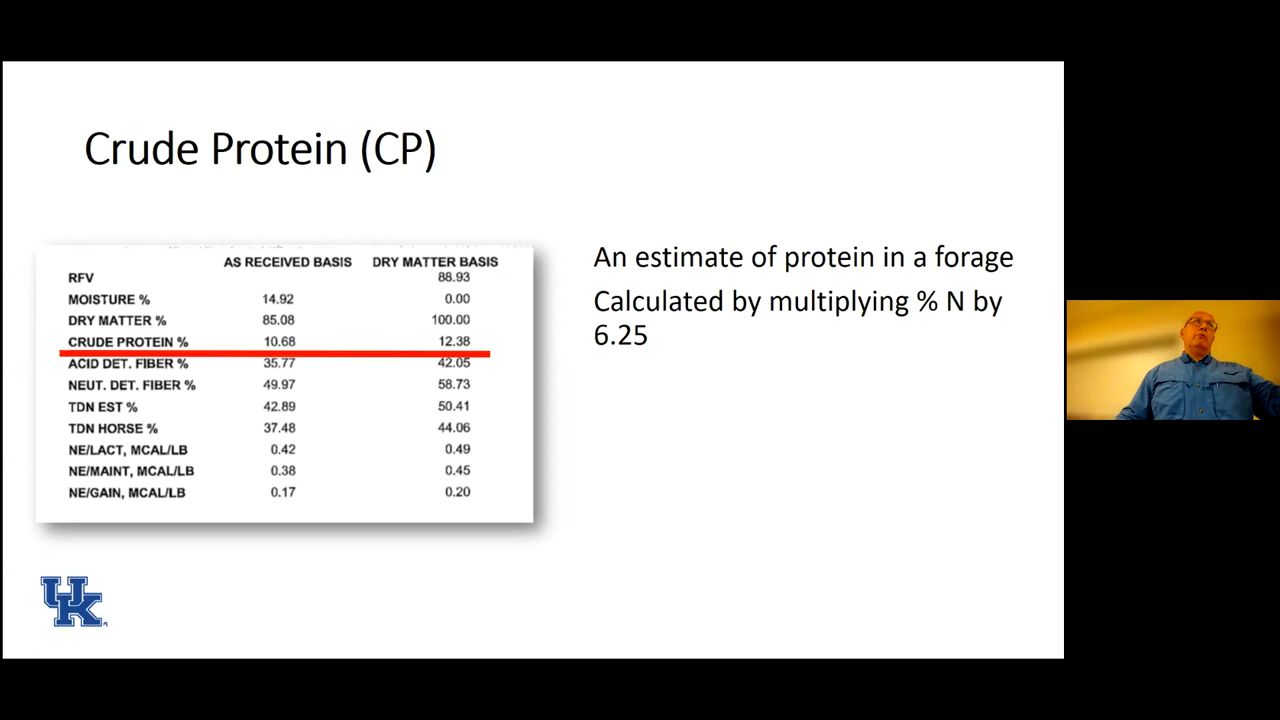 Crude Protein (CP)
AS RECEIVED BASIS DRY MATTER BASIS
RFV 88.93
MOISTURE % 14.92 0.00
DRY MATTER % 85.08 100.00
CRUDE PROTEIN % 10.68 12.38
ACID DET. FIBER % 35.77 42.05
NEUT. DET. FIBER % 49.97 58.73
TDN EST % 42.89 50.41
TDN HORSE % 37.48 44.06
NE/LACT, MCAL/LB 0.42 0.49
NE/MAINT, MCAL/LB 0.38 0.45
NE/GAIN, MCAL/LB 0.17 0.20
An estimate of protein in a forage
Calculated by multiplying % N by
6.25
UK